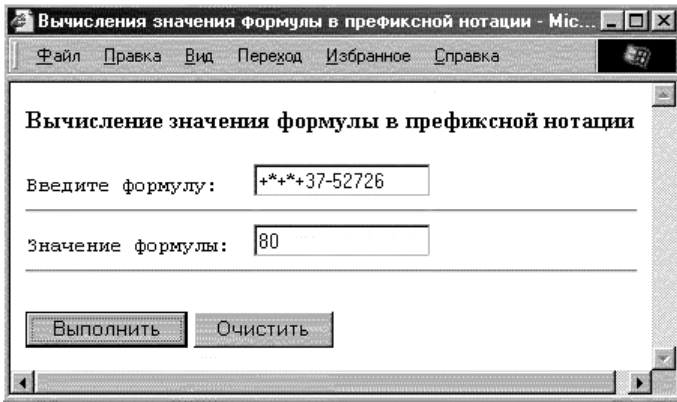 Вычисления значения формулы в префиксной нотации - Mic...
Файл Правка Вид Переход Избранное Справка
Вычисление значения формулы в префиксной нотации
Введите формулу: +*+*+37-52726
Значение формулы: 80
Выполнить Очистить